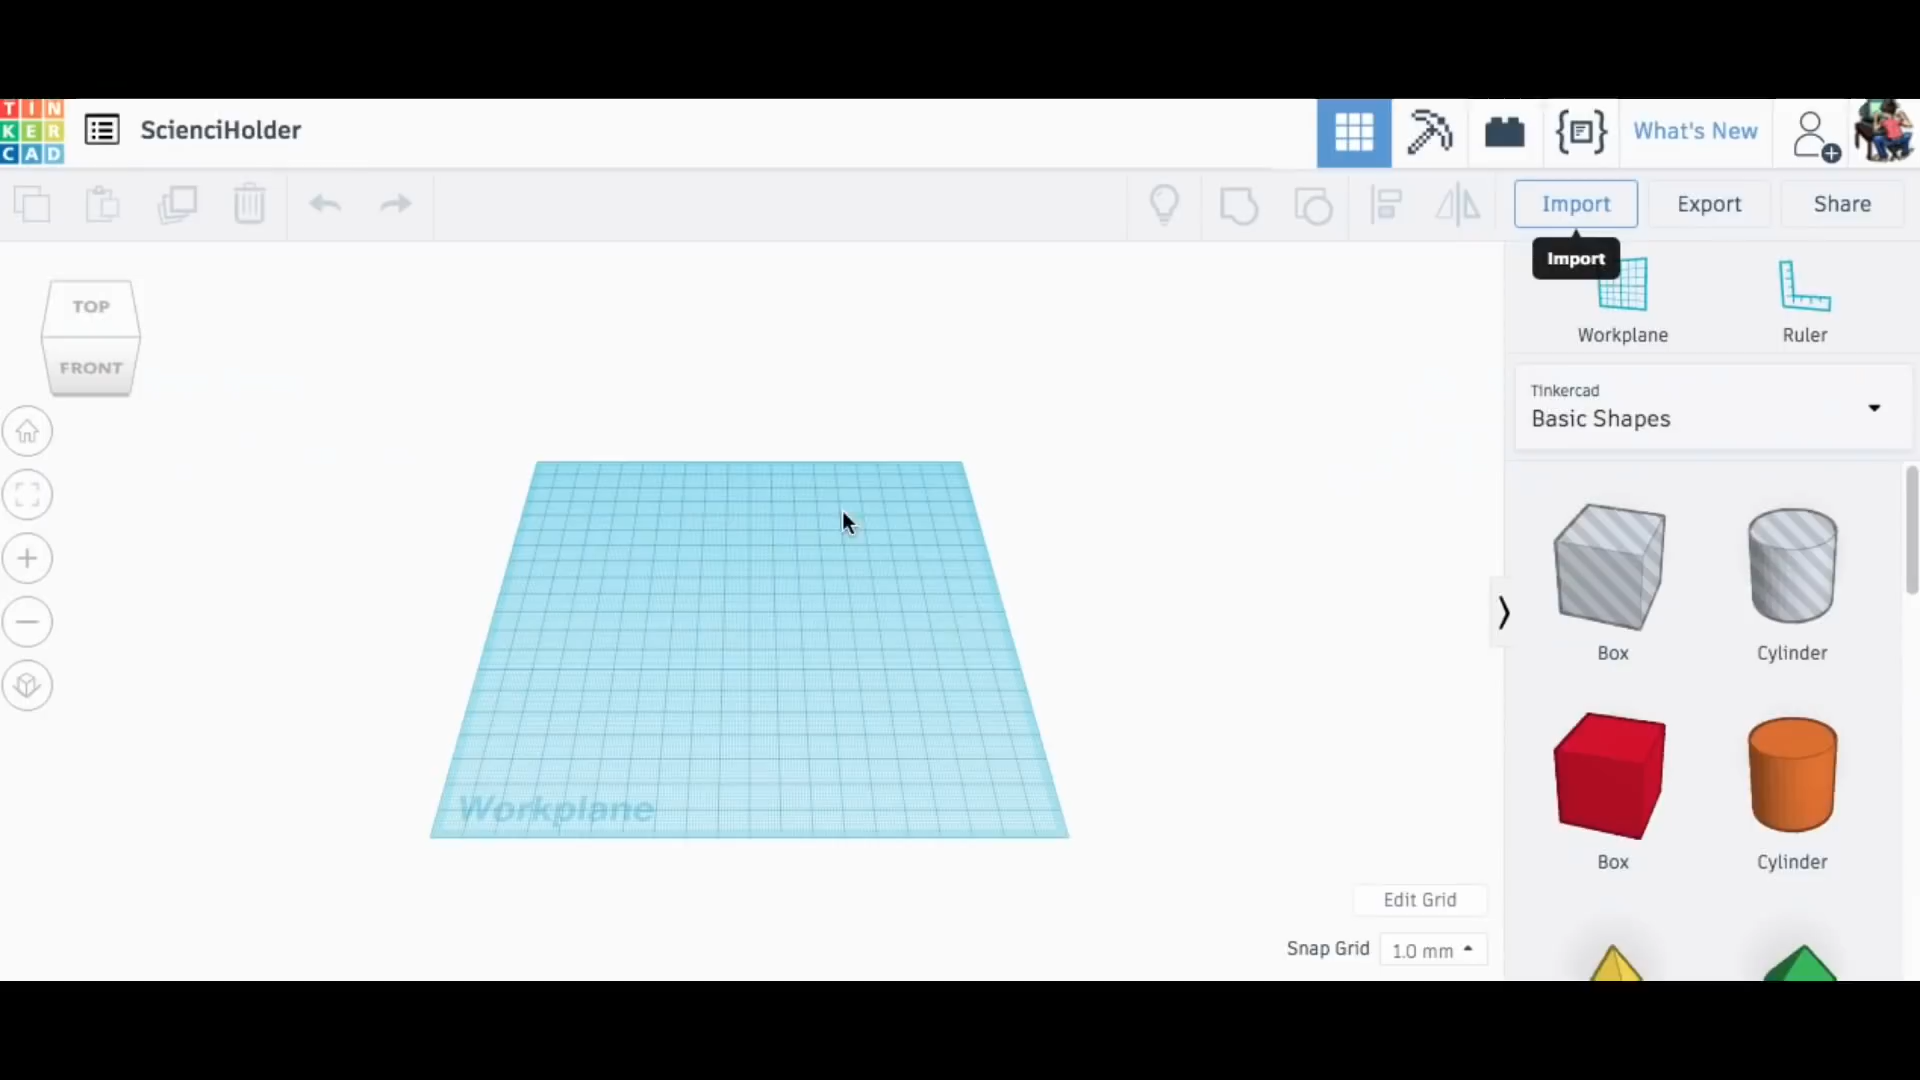 TIN
KER
CAD
ScienciHolder
What's New
Import
Export
Share
Import
TOP
FRONT
Workplane
Ruler
Tinkercad
Basic Shapes
Box
Cylinder
Box
Cylinder
Workplane
Edit Grid
Snap Grid
1.0 mm